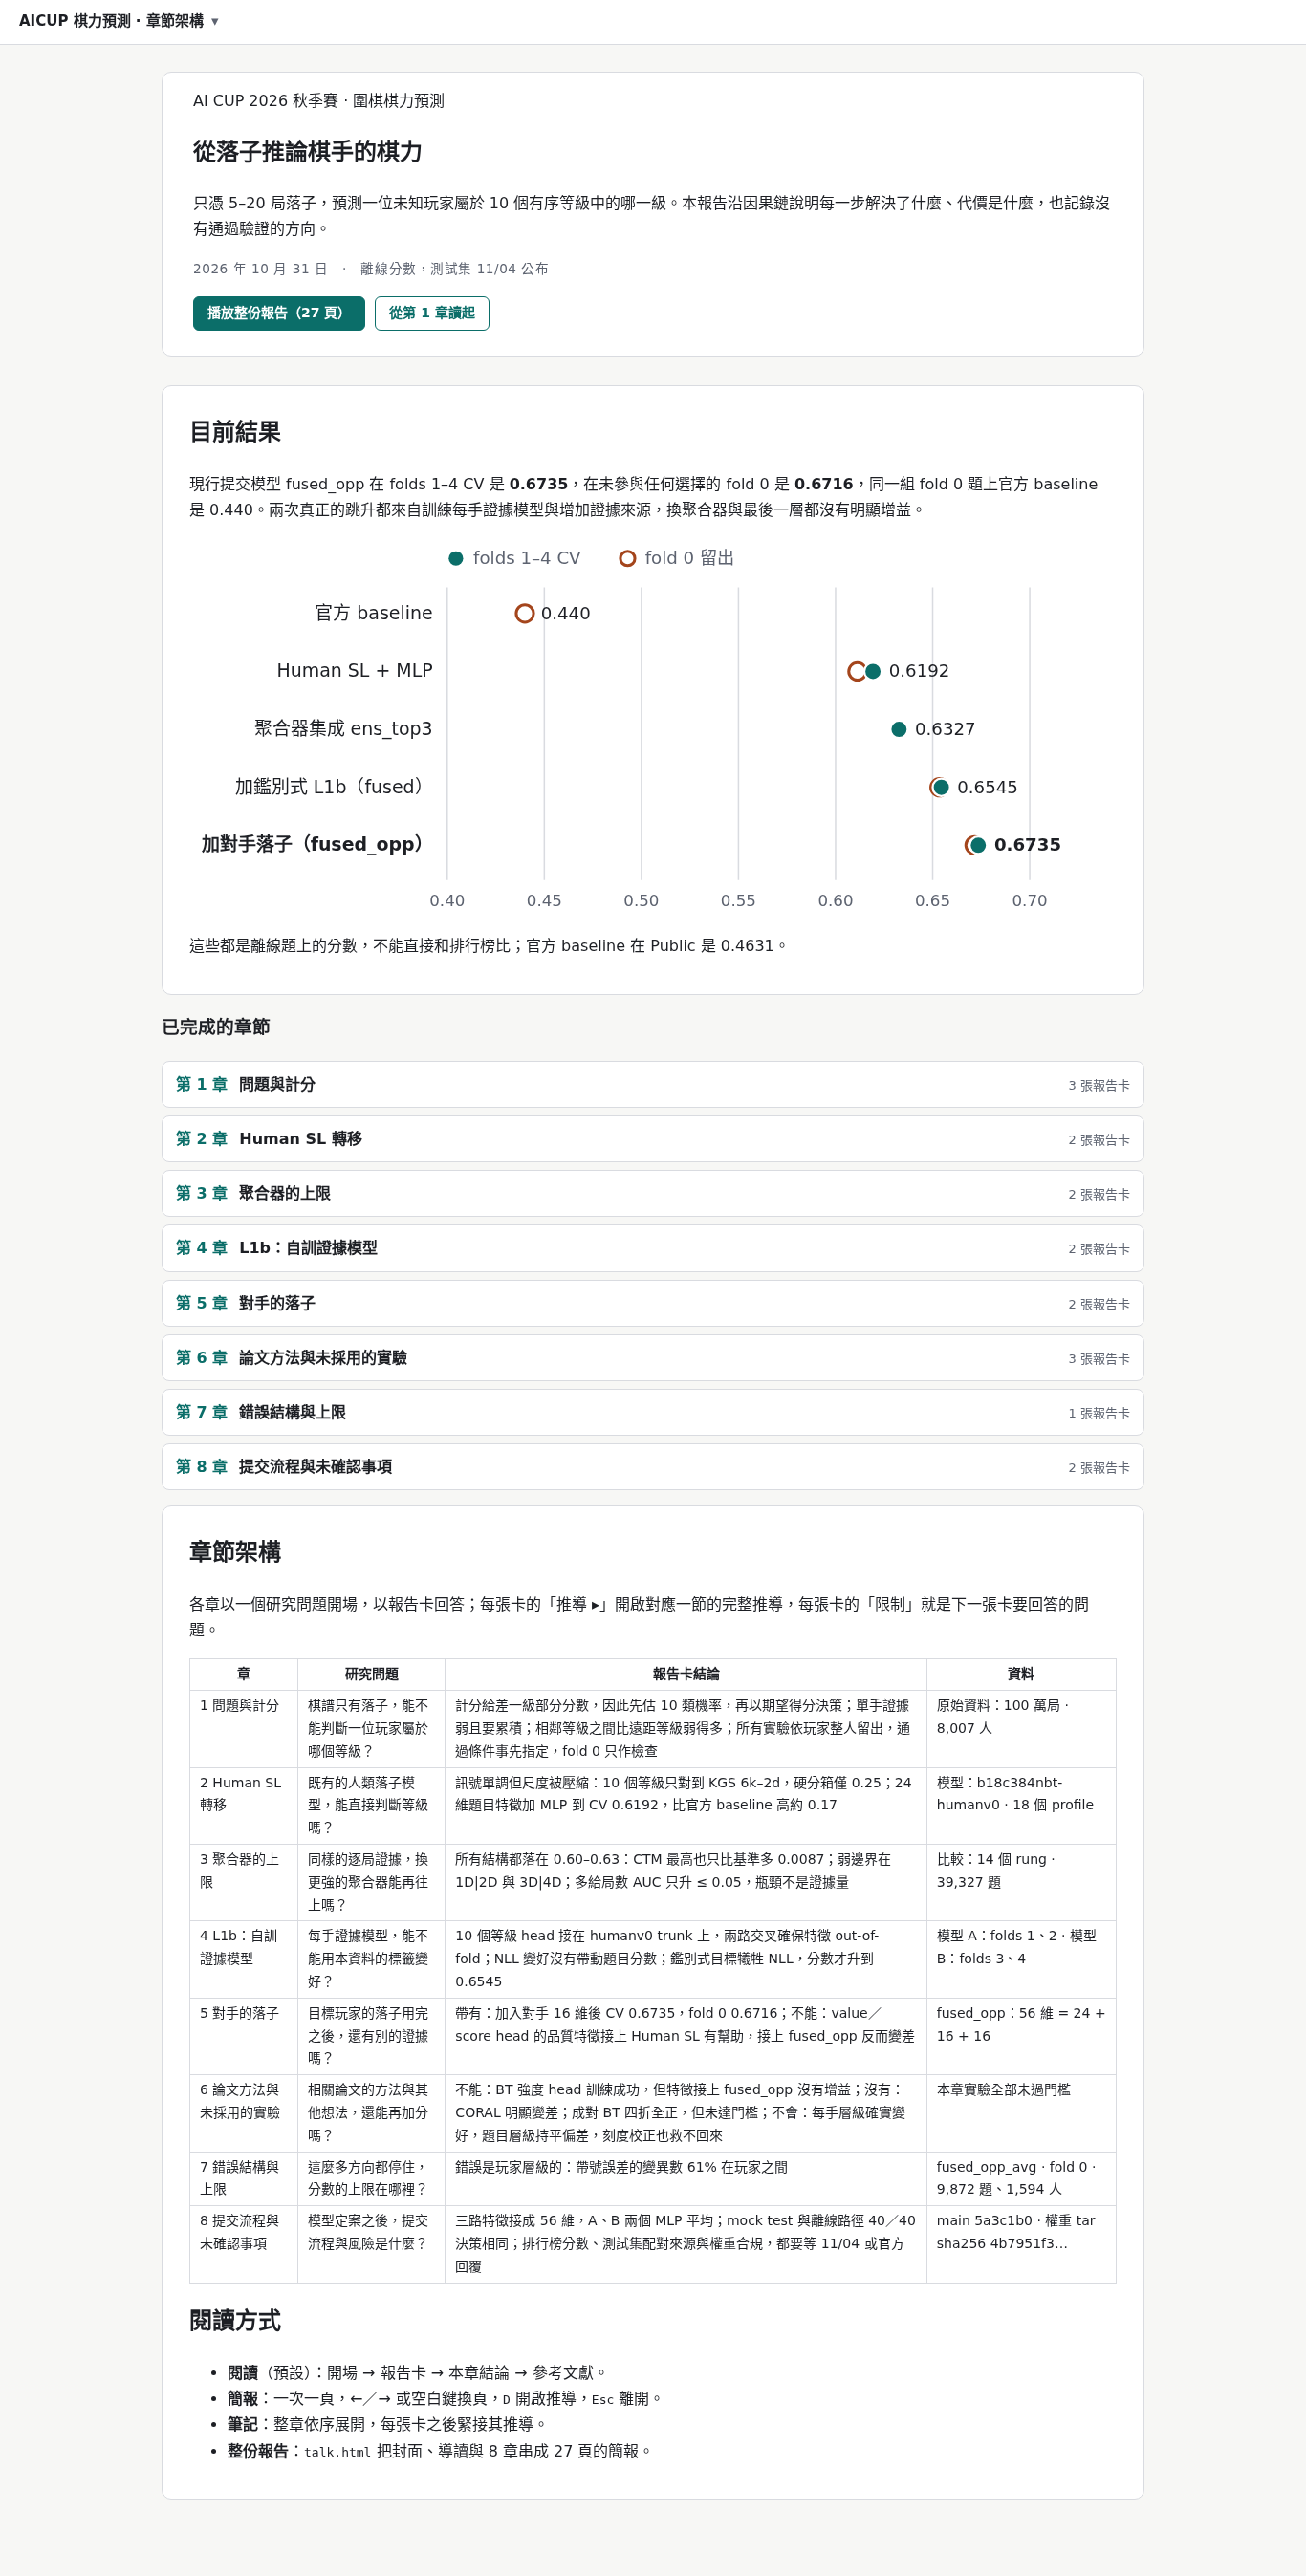 AICUP 棋力預測 · 章節架構 ▾
AI CUP 2026 秋季賽 · 圍棋棋力預測
從落子推論棋手的棋力
只憑 5–20 局落子，預測一位未知玩家屬於 10 個有序等級中的哪一級。本報告沿因果鏈說明每一步解決了什麼、代價是什麼，也記錄沒
有通過驗證的方向。
2026 年 10 月 31 日 · 離線分數，測試集 11/04 公布
播放整份報告（27 頁） 從第 1 章讀起
目前結果
現行提交模型 fused_opp 在 folds 1–4 CV 是 0.6735，在未參與任何選擇的 fold 0 是 0.6716，同一組 fold 0 題上官方 baseline
是 0.440。兩次真正的跳升都來自訓練每手證據模型與增加證據來源，換聚合器與最後一層都沒有明顯增益。
folds 1–4 CV fold 0 留出
官方 baseline 0.440
Human SL + MLP 0.6192
聚合器集成 ens_top3 0.6327
加鑑別式 L1b（fused） 0.6545
加對手落子（fused_opp） 0.6735
0.40 0.45 0.50 0.55 0.60 0.65 0.70
這些都是離線題上的分數，不能直接和排行榜比；官方 baseline 在 Public 是 0.4631。
已完成的章節
第 1 章 問題與計分 3 張報告卡
第 2 章 Human SL 轉移 2 張報告卡
第 3 章 聚合器的上限 2 張報告卡
第 4 章 L1b：自訓證據模型 2 張報告卡
第 5 章 對手的落子 2 張報告卡
第 6 章 論文方法與未採用的實驗 3 張報告卡
第 7 章 錯誤結構與上限 1 張報告卡
第 8 章 提交流程與未確認事項 2 張報告卡
章節架構
各章以一個研究問題開場，以報告卡回答；每張卡的「推導 ▸」開啟對應一節的完整推導，每張卡的「限制」就是下一張卡要回答的問
題。
章 研究問題 報告卡結論 資料
1 問題與計分
棋譜只有落子，能不
能判斷一位玩家屬於
哪個等級？
計分給差一級部分分數，因此先估 10 類機率，再以期望得分決策；單手證據
弱且要累積；相鄰等級之間比遠距等級弱得多；所有實驗依玩家整人留出，通
過條件事先指定，fold 0 只作檢查
原始資料：100 萬局 ·
8,007 人
2 Human SL
轉移
既有的人類落子模
型，能直接判斷等級
嗎？
訊號單調但尺度被壓縮：10 個等級只對到 KGS 6k–2d，硬分箱僅 0.25；24
維題目特徵加 MLP 到 CV 0.6192，比官方 baseline 高約 0.17
模型：b18c384nbt-
humanv0 · 18 個 profile
3 聚合器的上
限
同樣的逐局證據，換
更強的聚合器能再往
上嗎？
所有結構都落在 0.60–0.63：CTM 最高也只比基準多 0.0087；弱邊界在
1D|2D 與 3D|4D；多給局數 AUC 只升 ≤ 0.05，瓶頸不是證據量
比較：14 個 rung ·
39,327 題
4 L1b：自訓
證據模型
每手證據模型，能不
能用本資料的標籤變
好？
10 個等級 head 接在 humanv0 trunk 上，兩路交叉確保特徵 out-of-
fold；NLL 變好沒有帶動題目分數；鑑別式目標犧牲 NLL，分數才升到
0.6545
模型 A：folds 1、2 · 模型
B：folds 3、4
5 對手的落子
目標玩家的落子用完
之後，還有別的證據
嗎？
帶有：加入對手 16 維後 CV 0.6735，fold 0 0.6716；不能：value／
score head 的品質特徵接上 Human SL 有幫助，接上 fused_opp 反而變差
fused_opp：56 維 = 24 +
16 + 16
6 論文方法與
未採用的實驗
相關論文的方法與其
他想法，還能再加分
嗎？
不能：BT 強度 head 訓練成功，但特徵接上 fused_opp 沒有增益；沒有：
CORAL 明顯變差；成對 BT 四折全正，但未達門檻；不會：每手層級確實變
好，題目層級持平偏差，刻度校正也救不回來
本章實驗全部未過門檻
7 錯誤結構與
上限
這麼多方向都停住，
分數的上限在哪裡？
錯誤是玩家層級的：帶號誤差的變異數 61% 在玩家之間
fused_opp_avg · fold 0 ·
9,872 題、1,594 人
8 提交流程與
未確認事項
模型定案之後，提交
流程與風險是什麼？
三路特徵接成 56 維，A、B 兩個 MLP 平均；mock test 與離線路徑 40／40
決策相同；排行榜分數、測試集配對來源與權重合規，都要等 11/04 或官方
回覆
main 5a3c1b0 · 權重 tar
sha256 4b7951f3…
閱讀方式
• 閱讀（預設）：開場 → 報告卡 → 本章結論 → 參考文獻。
• 簡報：一次一頁，←／→ 或空白鍵換頁，D 開啟推導，Esc 離開。
• 筆記：整章依序展開，每張卡之後緊接其推導。
• 整份報告：talk.html 把封面、導讀與 8 章串成 27 頁的簡報。